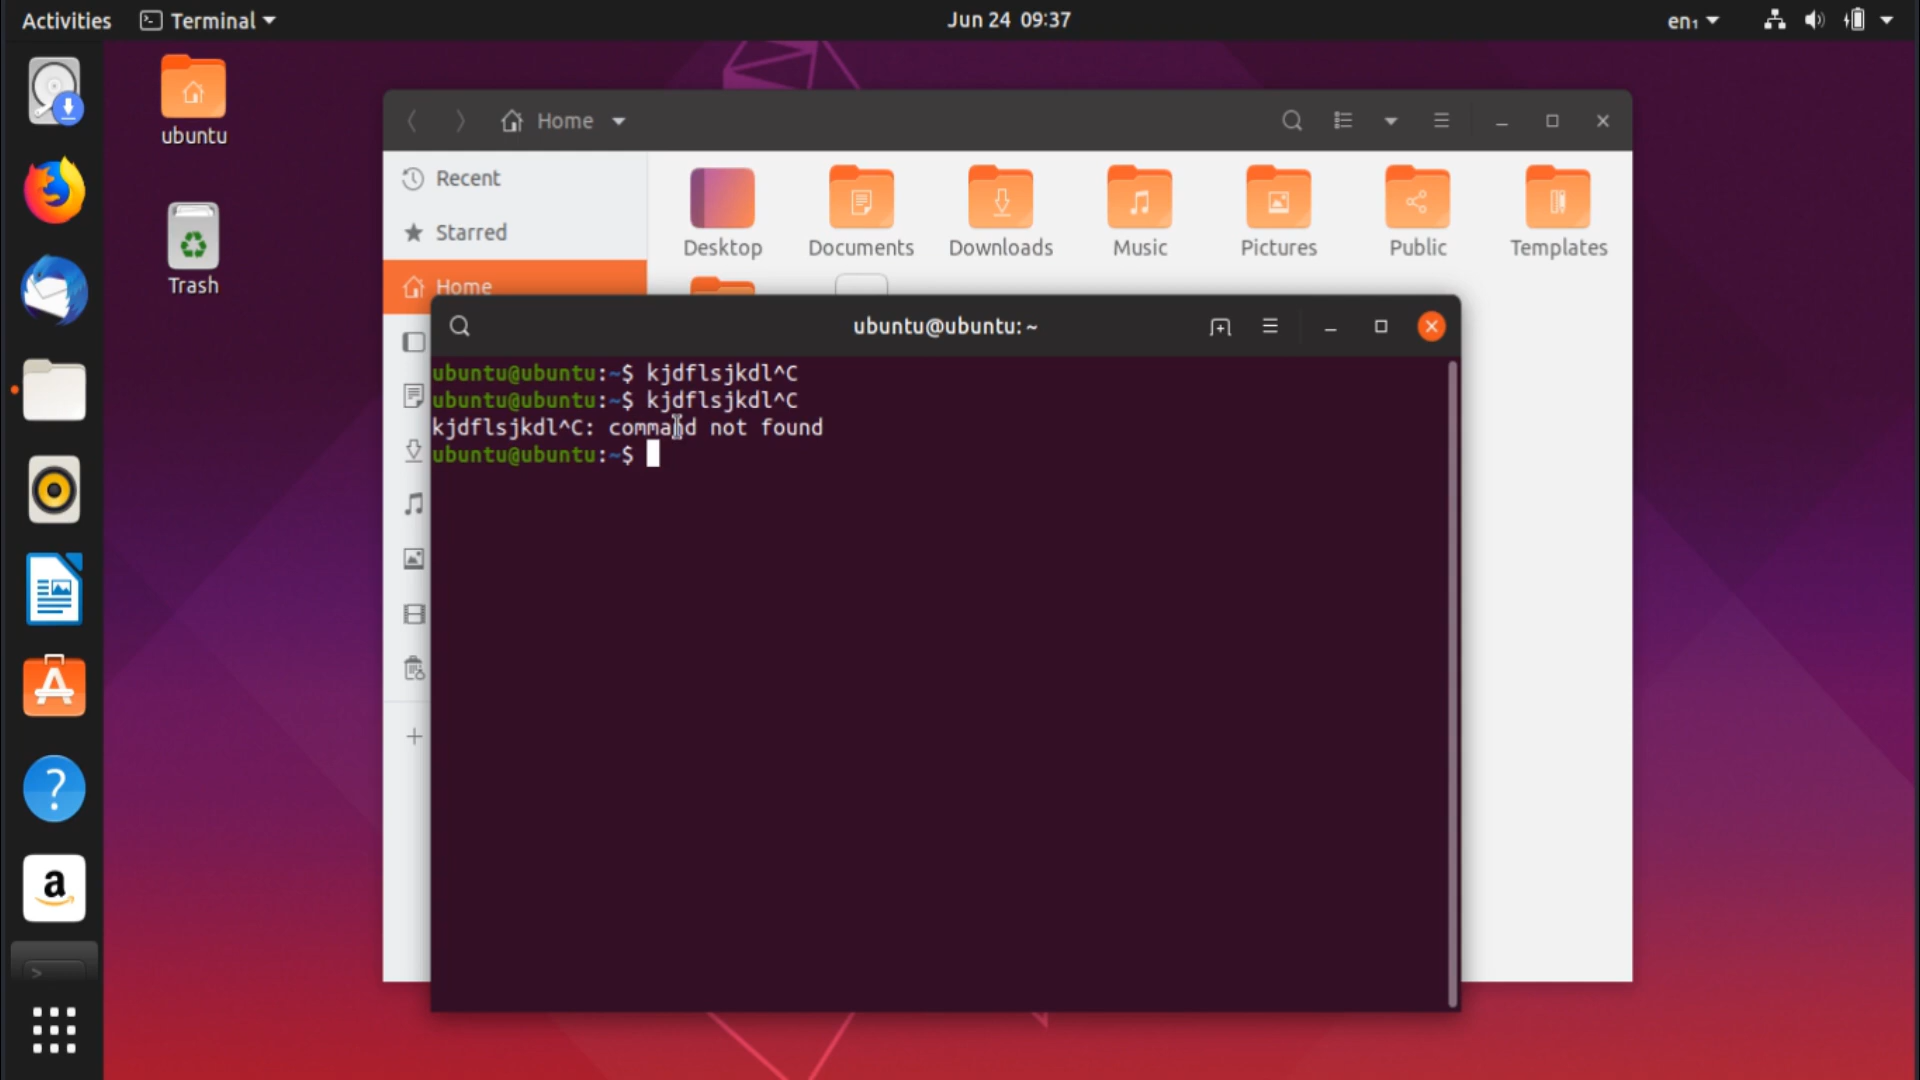 Activities Terminal Jun 24 09:37 en₁
ubuntu
Trash
Home
Recent
Starred
Home
Desktop Documents Downloads Music Pictures Public Templates
ubuntu@ubuntu: ~
ubuntu@ubuntu:~$ kjdflsjkdl^C
ubuntu@ubuntu:~$ kjdflsjkdl^C
kjdflsjkdl^C: command not found
ubuntu@ubuntu:~$